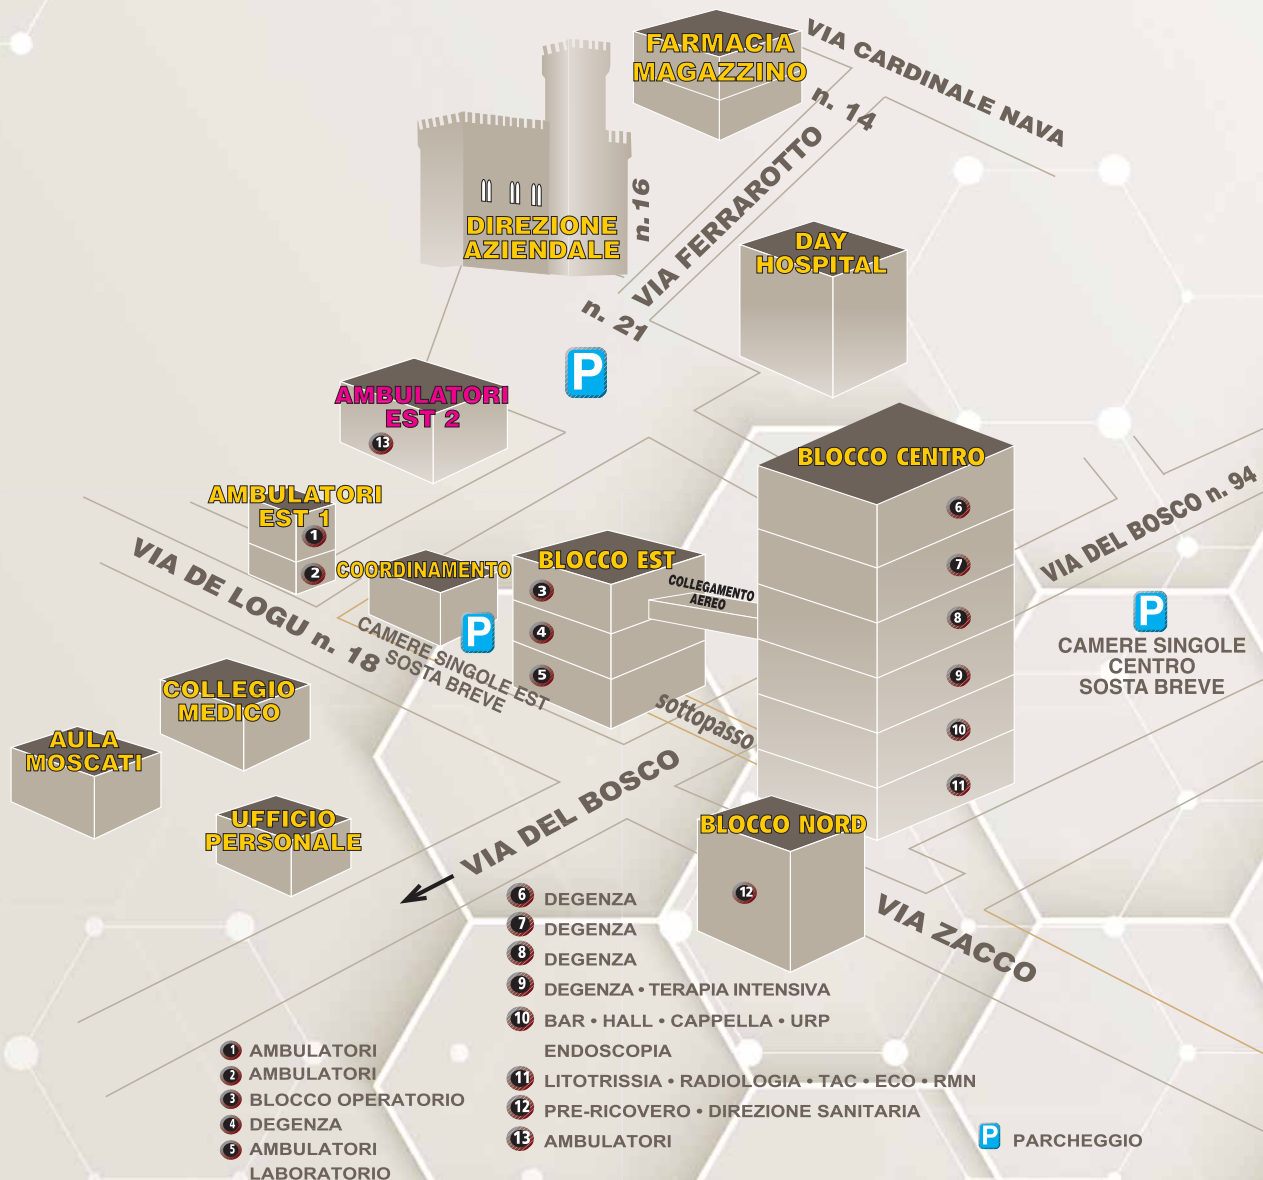 FARMACIA
MAGAZZINO
VIA CARDINALE NAVA
n. 14
VIA FERRAROTTO
n. 16
DIREZIONE
AZIENDALE
DAY
HOSPITAL
n. 21
P
AMBULATORI
EST 2
13
BLOCCO CENTRO
6
7
8
9
10
11
VIA DEL BOSCO n. 94
AMBULATORI
EST 1
1
2
VIA DE LOGU n. 18
COORDINAMENTO
P
CAMERE SINGOLE EST
SOSTA BREVE
BLOCCO EST
3
4
5
COLLEGAMENTO
AEREO
P
CAMERE SINGOLE
CENTRO
SOSTA BREVE
sottopasso
COLLEGIO
MEDICO
AULA
MOSCATI
UFFICIO
PERSONALE
VIA DEL BOSCO
BLOCCO NORD
12
VIA ZACCO
1 AMBULATORI
2 AMBULATORI
3 BLOCCO OPERATORIO
4 DEGENZA
5 AMBULATORI
LABORATORIO
6 DEGENZA
7 DEGENZA
8 DEGENZA
9 DEGENZA • TERAPIA INTENSIVA
10 BAR • HALL • CAPPELLA • URP
ENDOSCOPIA
11 LITOTRISSIA • RADIOLOGIA • TAC • ECO • RMN
12 PRE-RICOVERO • DIREZIONE SANITARIA
13 AMBULATORI
P PARCHEGGIO